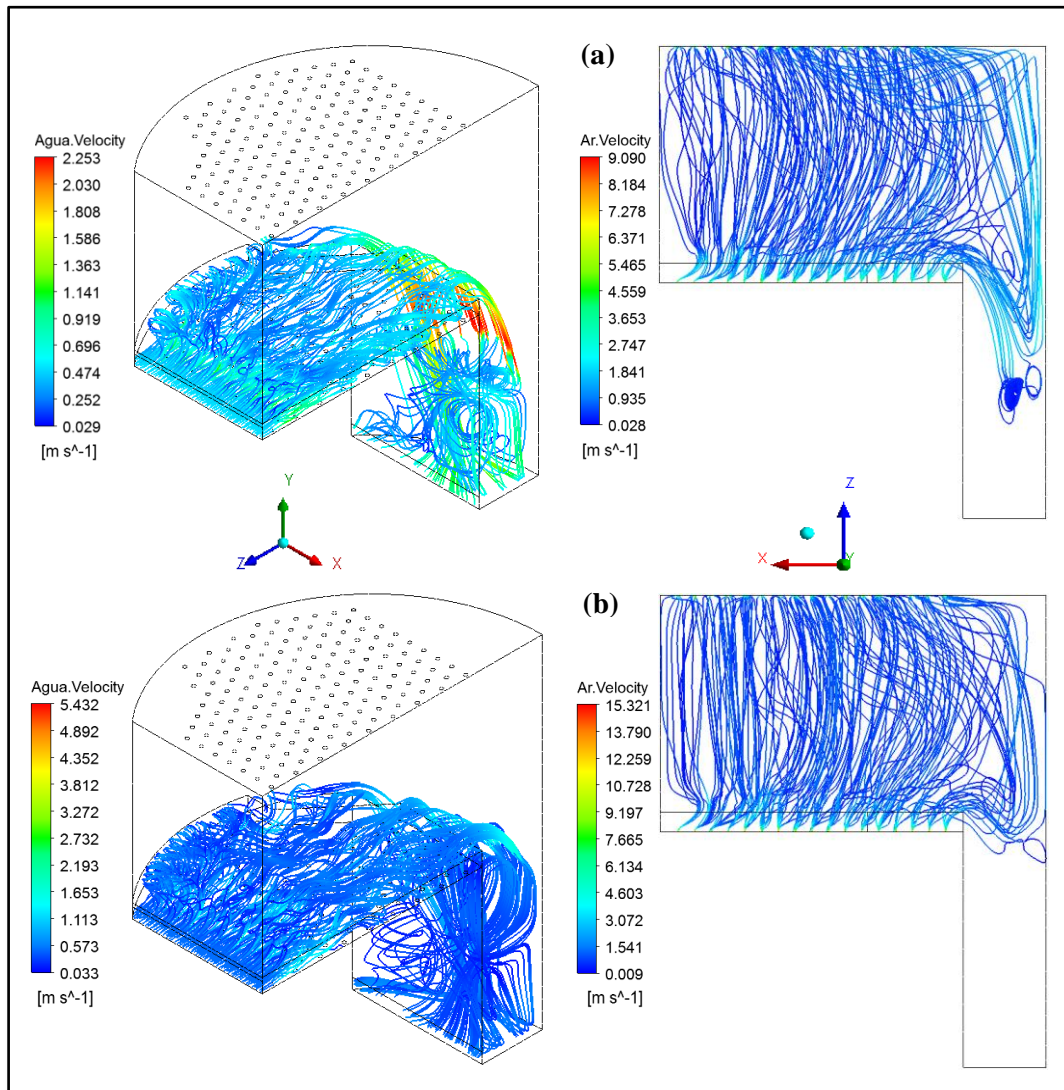 (a)
Agua.Velocity
2.253
2.030
1.808
1.586
1.363
1.141
0.919
0.696
0.474
0.252
0.029
[m s^-1]
Ar.Velocity
9.090
8.184
7.278
6.371
5.465
4.559
3.653
2.747
1.841
0.935
0.028
[m s^-1]
Y
Z
X
Z
X
Y
(b)
Agua.Velocity
5.432
4.892
4.352
3.812
3.272
2.732
2.193
1.653
1.113
0.573
0.033
[m s^-1]
Ar.Velocity
15.321
13.790
12.259
10.728
9.197
7.665
6.134
4.603
3.072
1.541
0.009
[m s^-1]